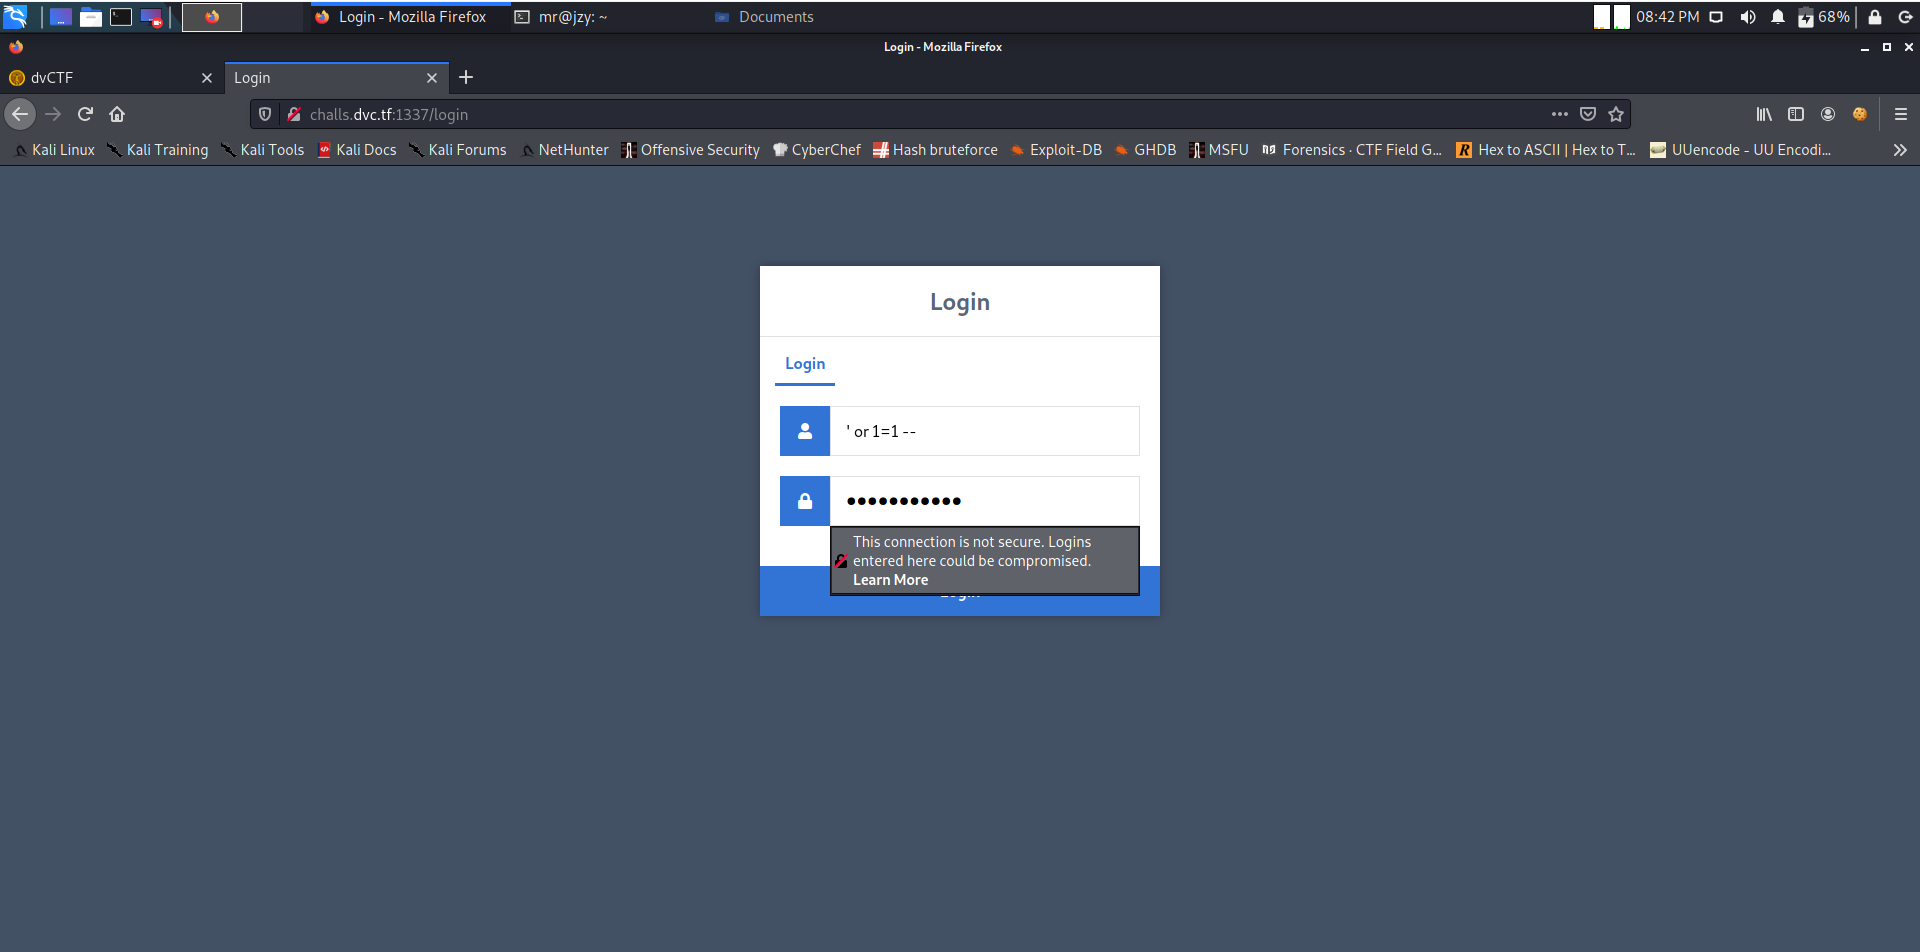 Login - Mozilla Firefox
mr@jzy: ~
Documents
08:42 PM
68%
Login - Mozilla Firefox
dvCTF
Login
challs.dvc.tf:1337/login
Kali Linux
Kali Training
Kali Tools
Kali Docs
Kali Forums
NetHunter
Offensive Security
CyberChef
Hash bruteforce
Exploit-DB
GHDB
MSFU
Forensics · CTF Field G...
Hex to ASCII | Hex to T...
UUencode - UU Encodi...
Login
Login
' or 1=1 --
This connection is not secure. Logins
entered here could be compromised.
Learn More
Login